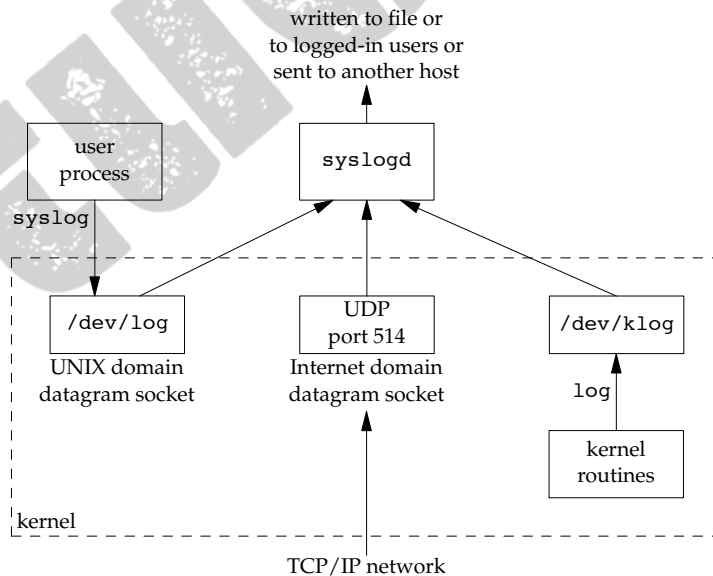 written to file or
to logged-in users or
sent to another host
user
process
syslogd
syslog
/dev/log
UDP
port 514
/dev/klog
UNIX domain
datagram socket
Internet domain
datagram socket
log
kernel
routines
kernel
TCP/IP network